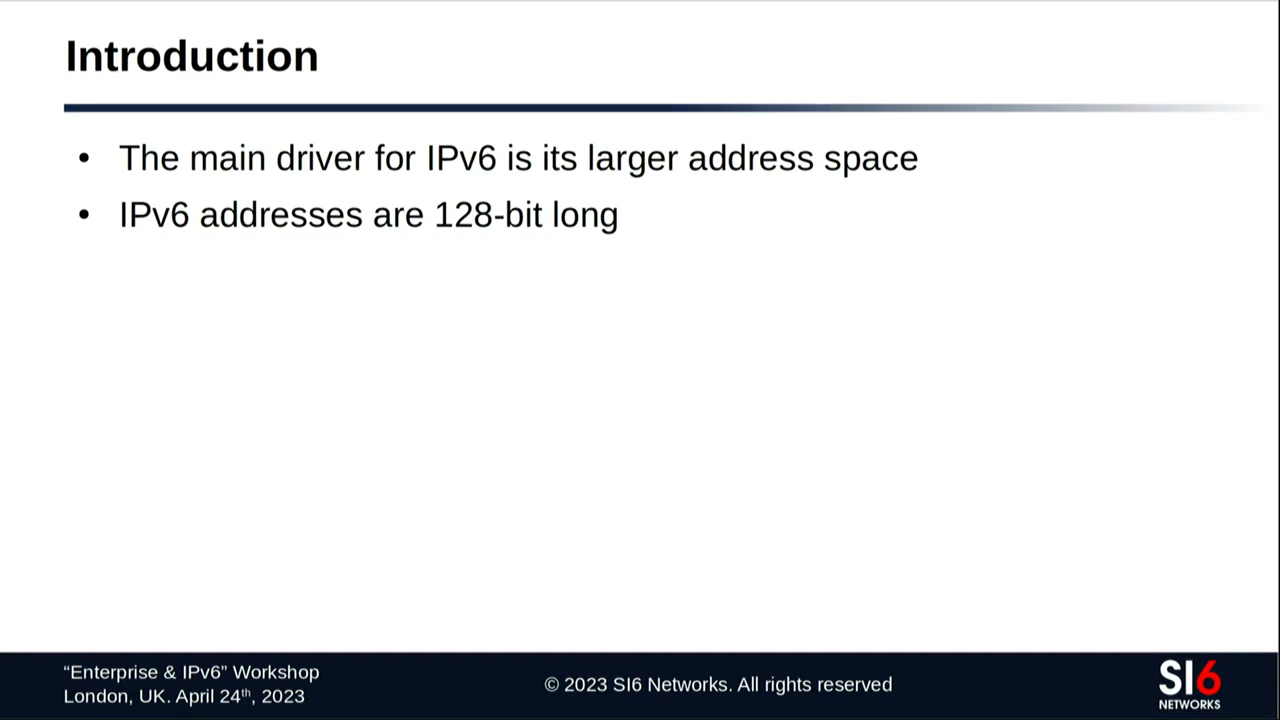 Introduction
• The main driver for IPv6 is its larger address space
• IPv6 addresses are 128-bit long
“Enterprise & IPv6” Workshop
London, UK. April 24th, 2023
© 2023 SI6 Networks. All rights reserved
SI6
NETWORKS